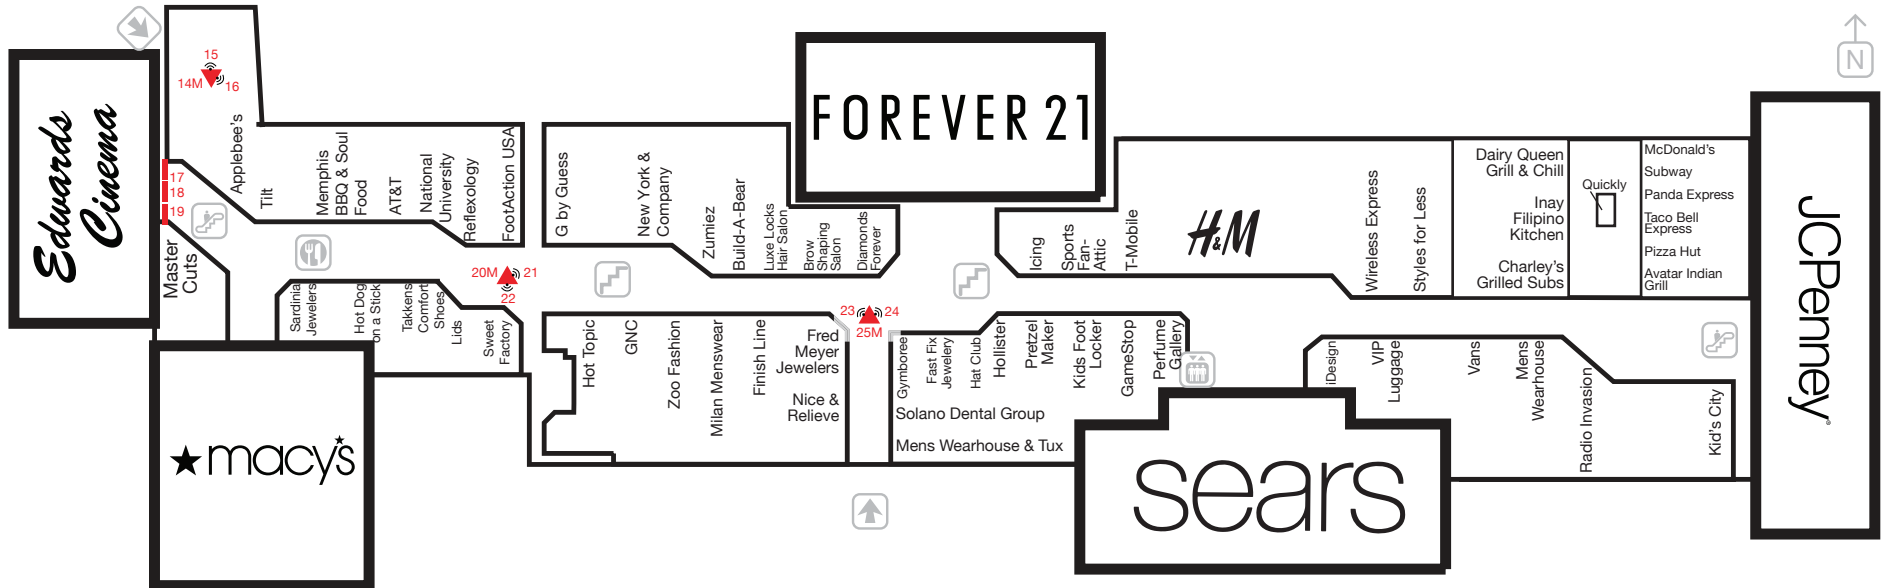 15
14M
16
17
18
19
Edwards
Cinema
Applebee's
Tilt
Memphis
BBQ & Soul
Food
AT&T
National
University
Reflexology
FootAction USA
Master
Cuts
Sardinia
Jewelers
Hot Dog
on a Stick
Takkens
Comfort
Shoes
Lids
Sweet
Factory
20M
21
22
macy's
G by Guess
New York &
Company
Zumiez
Build-A-Bear
Luxe Locks
Hair Salon
Brow
Shaping
Salon
Diamonds
Forever
FOREVER 21
Hot Topic
GNC
Zoo Fashion
Milan Menswear
Finish Line
Fred
Meyer
Jewelers
Nice &
Relieve
23
24
25M
Gymboree
Fast Fix
Jewelery
Hat Club
Hollister
Pretzel
Maker
Kids Foot
Locker
GameStop
Perfume
Gallery
Solano Dental Group
Mens Wearhouse & Tux
Icing
Sports
Fan-
Attic
T-Mobile
H&M
Wireless Express
Styles for Less
Dairy Queen
Grill & Chill
Inay
Filipino
Kitchen
Charley's
Grilled Subs
Quickly
McDonald's
Subway
Panda Express
Taco Bell
Express
Pizza Hut
Avatar Indian
Grill
sears
iDesign
VIP
Luggage
Vans
Mens
Wearhouse
Radio Invasion
Kid's City
JCPenney
N